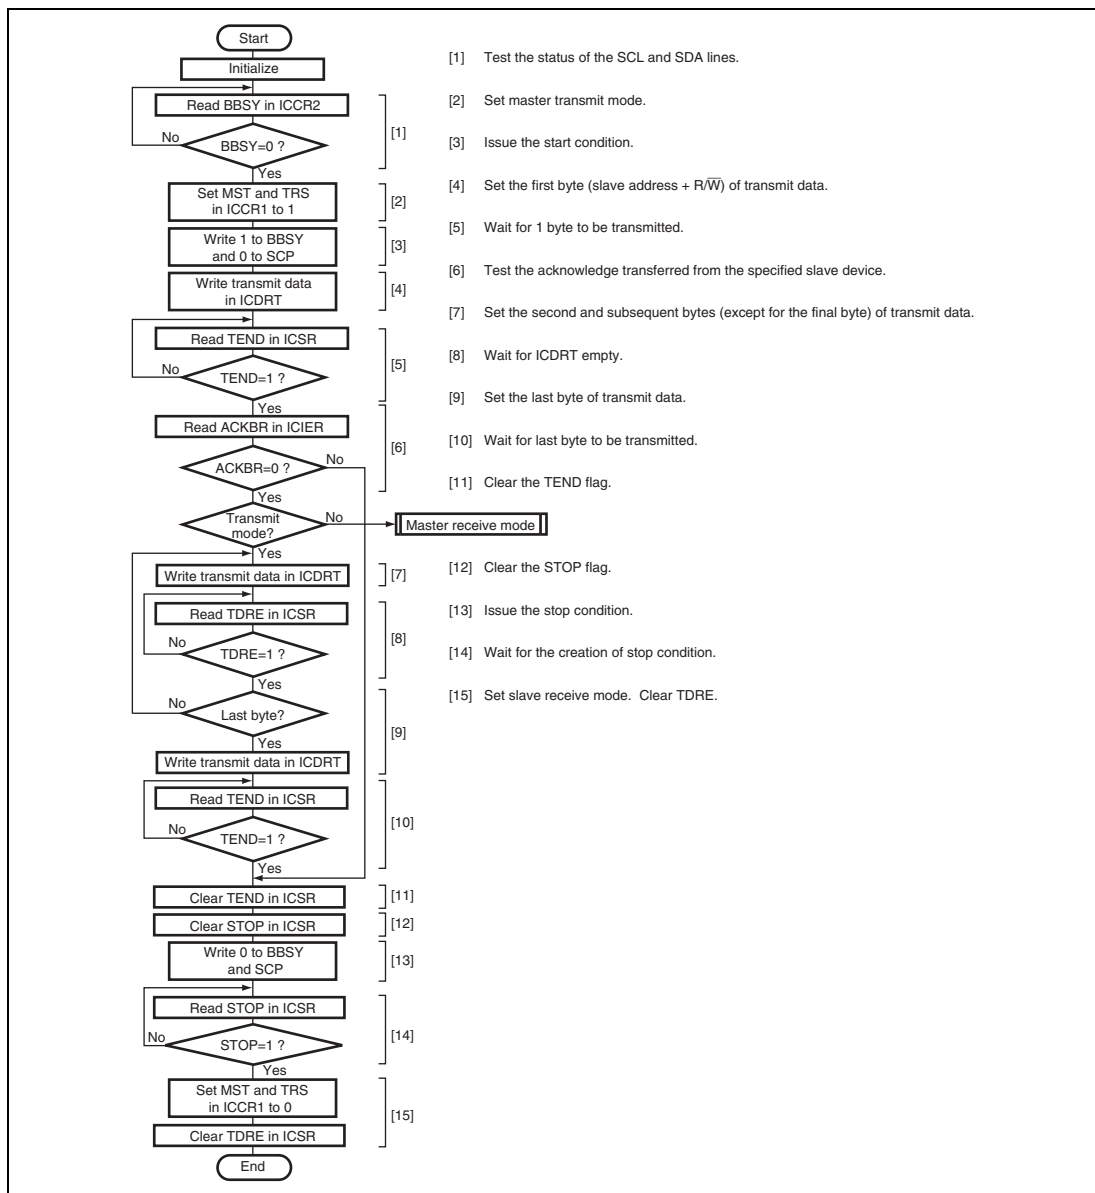 Start
Initialize
Read BBSY in ICCR2
No
BBSY=0 ?
[1]
Yes
Set MST and TRS
in ICCR1 to 1
[2]
Write 1 to BBSY
and 0 to SCP
[3]
Write transmit data
in ICDRT
[4]
Read TEND in ICSR
No
TEND=1 ?
[5]
Yes
Read ACKBR in ICIER
[6]
No
ACKBR=0 ?
Yes
Transmit
mode?
No
Master receive mode
Yes
Write transmit data in ICDRT
[7]
Read TDRE in ICSR
No
TDRE=1 ?
[8]
Yes
No
Last byte?
[9]
Yes
Write transmit data in ICDRT
Read TEND in ICSR
No
TEND=1 ?
[10]
Yes
Clear TEND in ICSR
[11]
Clear STOP in ICSR
[12]
Write 0 to BBSY
and SCP
[13]
Read STOP in ICSR
No
STOP=1 ?
[14]
Yes
Set MST and TRS
in ICCR1 to 0
[15]
Clear TDRE in ICSR
End
[1] Test the status of the SCL and SDA lines.
[2] Set master transmit mode.
[3] Issue the start condition.
[4] Set the first byte (slave address + R/W̅) of transmit data.
[5] Wait for 1 byte to be transmitted.
[6] Test the acknowledge transferred from the specified slave device.
[7] Set the second and subsequent bytes (except for the final byte) of transmit data.
[8] Wait for ICDRT empty.
[9] Set the last byte of transmit data.
[10] Wait for last byte to be transmitted.
[11] Clear the TEND flag.
[12] Clear the STOP flag.
[13] Issue the stop condition.
[14] Wait for the creation of stop condition.
[15] Set slave receive mode. Clear TDRE.